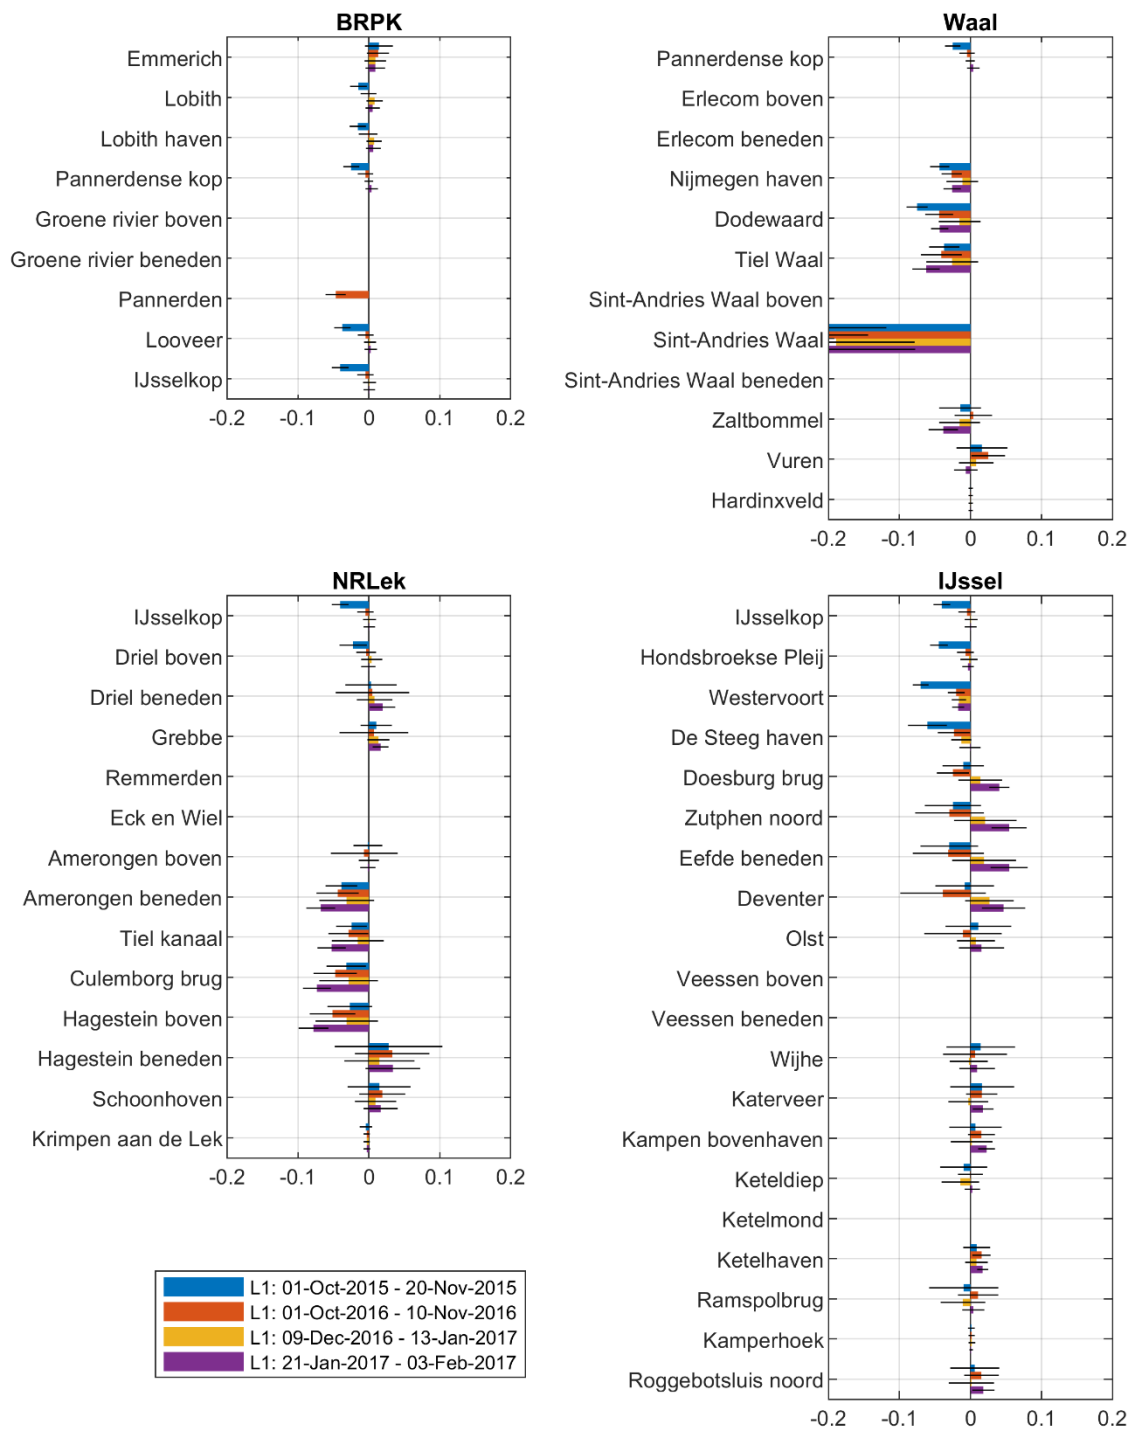 BRPK
Emmerich
Lobith
Lobith haven
Pannerdense kop
Groene rivier boven
Groene rivier beneden
Pannerden
Looveer
IJsselkop
-0.2 -0.1 0 0.1 0.2
Waal
Pannerdense kop
Erlecom boven
Erlecom beneden
Nijmegen haven
Dodewaard
Tiel Waal
Sint-Andries Waal boven
Sint-Andries Waal
Sint-Andries Waal beneden
Zaltbommel
Vuren
Hardinxveld
-0.2 -0.1 0 0.1 0.2
NRLek
IJsselkop
Driel boven
Driel beneden
Grebbe
Remmerden
Eck en Wiel
Amerongen boven
Amerongen beneden
Tiel kanaal
Culemborg brug
Hagestein boven
Hagestein beneden
Schoonhoven
Krimpen aan de Lek
-0.2 -0.1 0 0.1 0.2
IJssel
IJsselkop
Hondsbroekse Pleij
Westervoort
De Steeg haven
Doesburg brug
Zutphen noord
Eefde beneden
Deventer
Olst
Veessen boven
Veessen beneden
Wijhe
Katerveer
Kampen bovenhaven
Keteldiep
Ketelmond
Ketelhaven
Ramspolbrug
Kamperhoek
Roggebotsluis noord
-0.2 -0.1 0 0.1 0.2
L1: 01-Oct-2015 - 20-Nov-2015
L1: 01-Oct-2016 - 10-Nov-2016
L1: 09-Dec-2016 - 13-Jan-2017
L1: 21-Jan-2017 - 03-Feb-2017